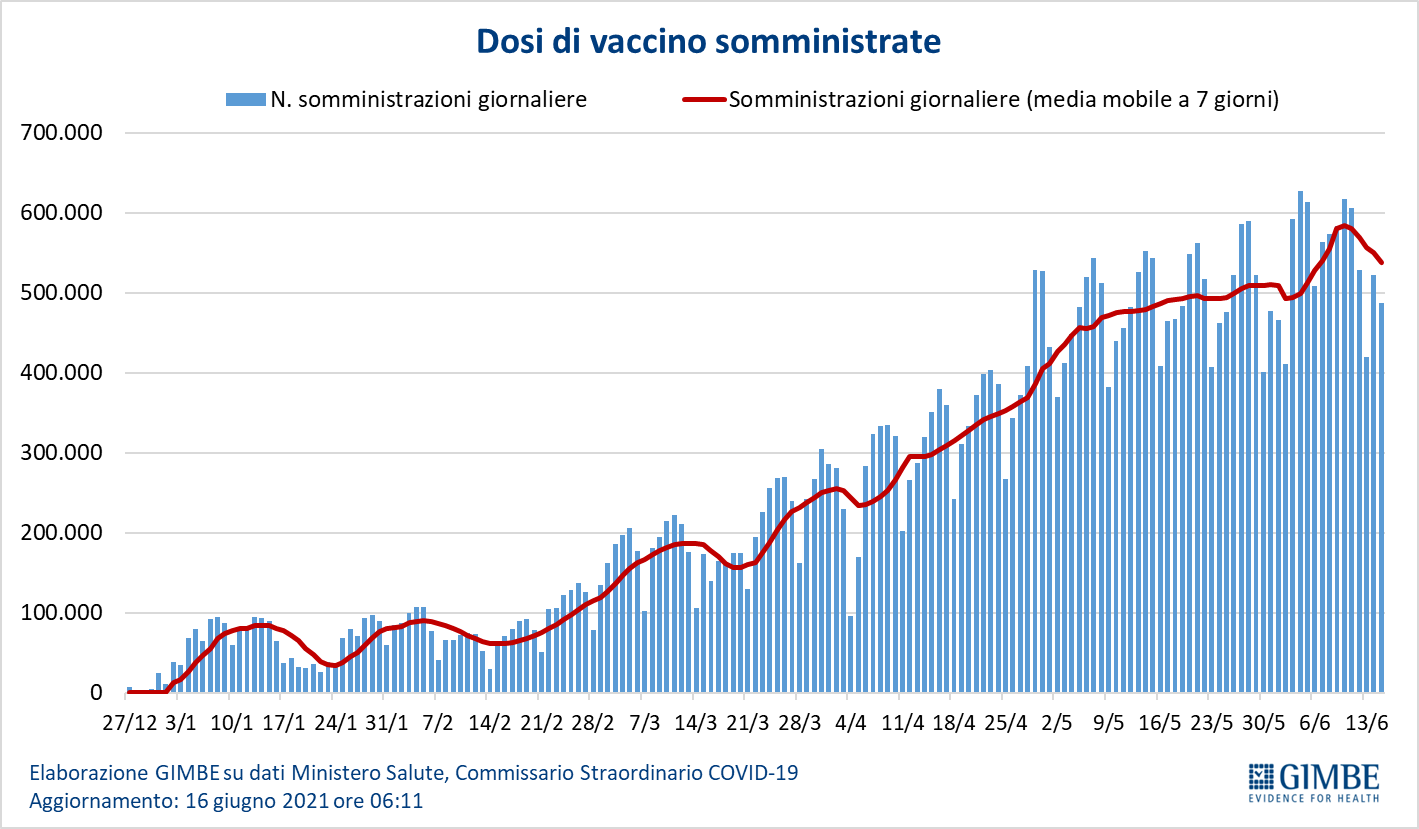 Dosi di vaccino somministrate
N. somministrazioni giornaliere
Somministrazioni giornaliere (media mobile a 7 giorni)
700.000
600.000
500.000
400.000
300.000
200.000
100.000
0
27/12 3/1 10/1 17/1 24/1 31/1 7/2 14/2 21/2 28/2 7/3 14/3 21/3 28/3 4/4 11/4 18/4 25/4 2/5 9/5 16/5 23/5 30/5 6/6 13/6
Elaborazione GIMBE su dati Ministero Salute, Commissario Straordinario COVID-19
Aggiornamento: 16 giugno 2021 ore 06:11
GIMBE
EVIDENCE FOR HEALTH